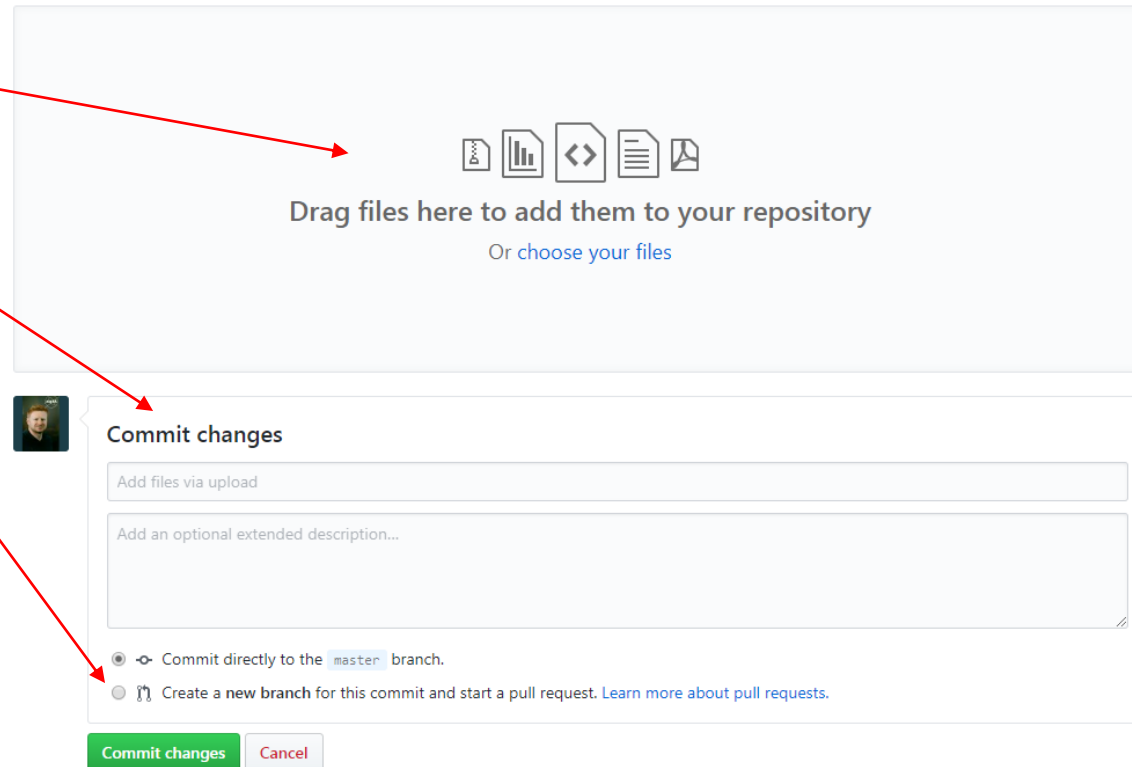 Drag files here to add them to your repository
Or choose your files
Commit changes
Add files via upload
Add an optional extended description...
Commit directly to the master branch.
Create a new branch for this commit and start a pull request. Learn more about pull requests.
Commit changes Cancel